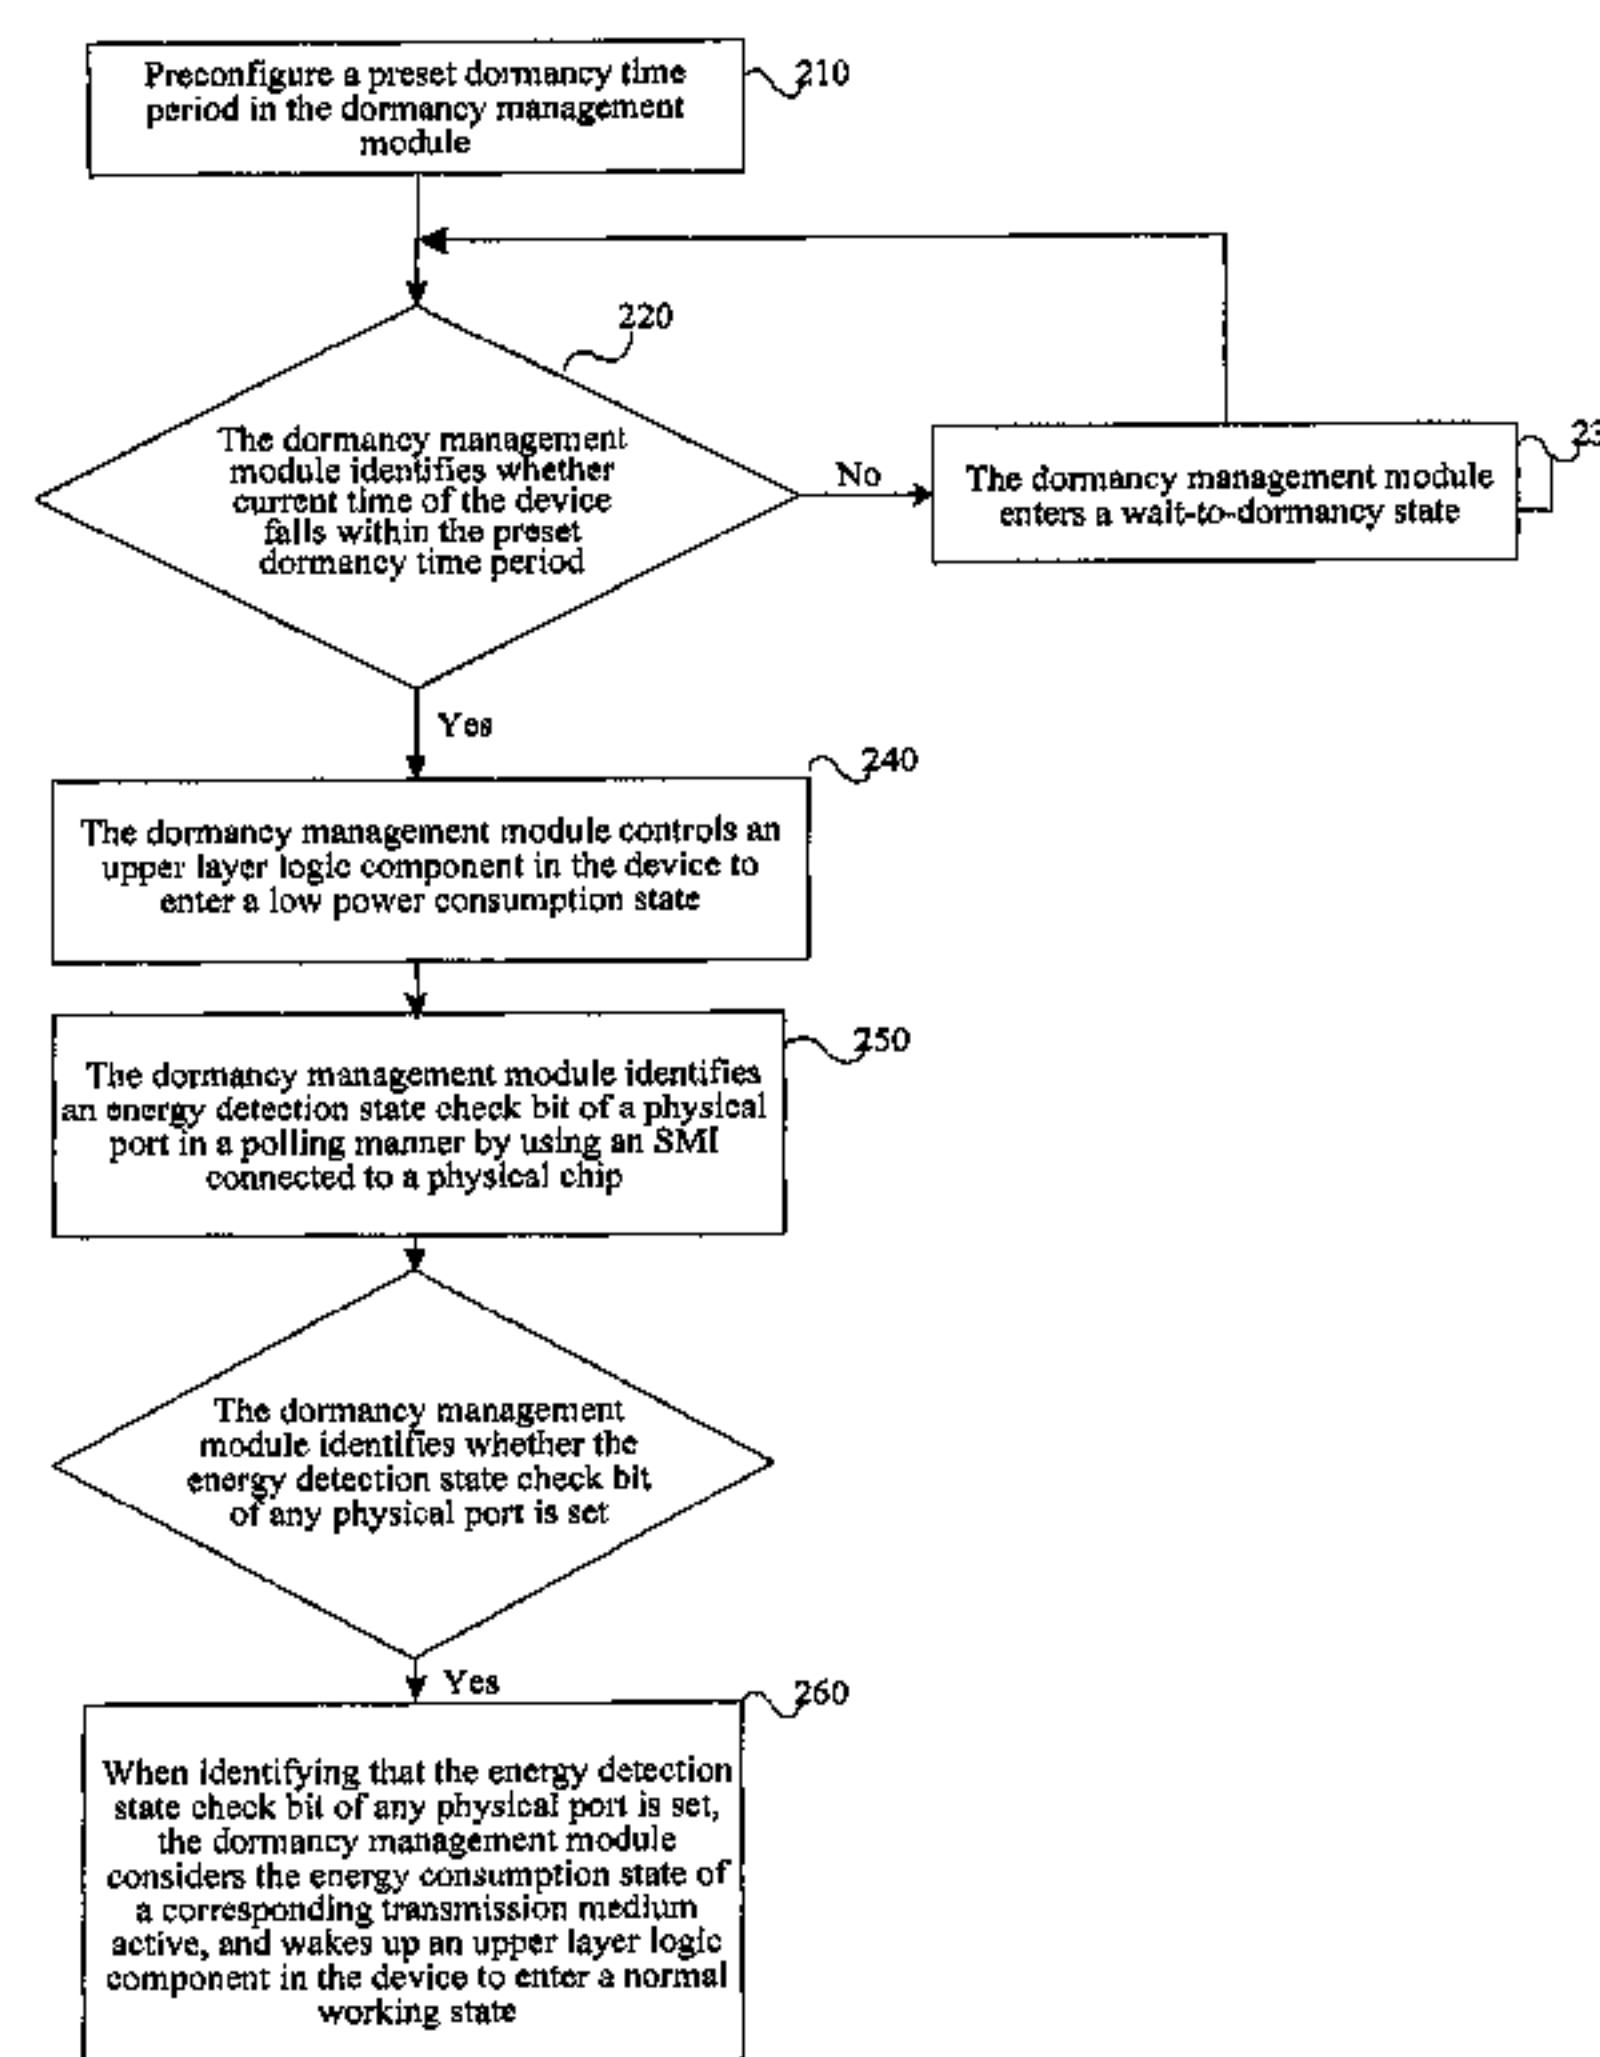 Preconfigure a preset dormancy time
period in the dormancy management
module
210
220
The dormancy management
module identifies whether
current time of the device
falls within the preset
dormancy time period
No
The dormancy management module
enters a wait-to-dormancy state
Yes
240
The dormancy management module controls an
upper layer logic component in the device to
enter a low power consumption state
250
The dormancy management module identifies
an energy detection state check bit of a physical
port in a polling manner by using an SMI
connected to a physical chip
The dormancy management
module identifies whether the
energy detection state check bit
of any physical port is set
Yes
260
When identifying that the energy detection
state check bit of any physical port is set,
the dormancy management module
considers the energy consumption state of
a corresponding transmission medium
active, and wakes up an upper layer logic
component in the device to enter a normal
working state